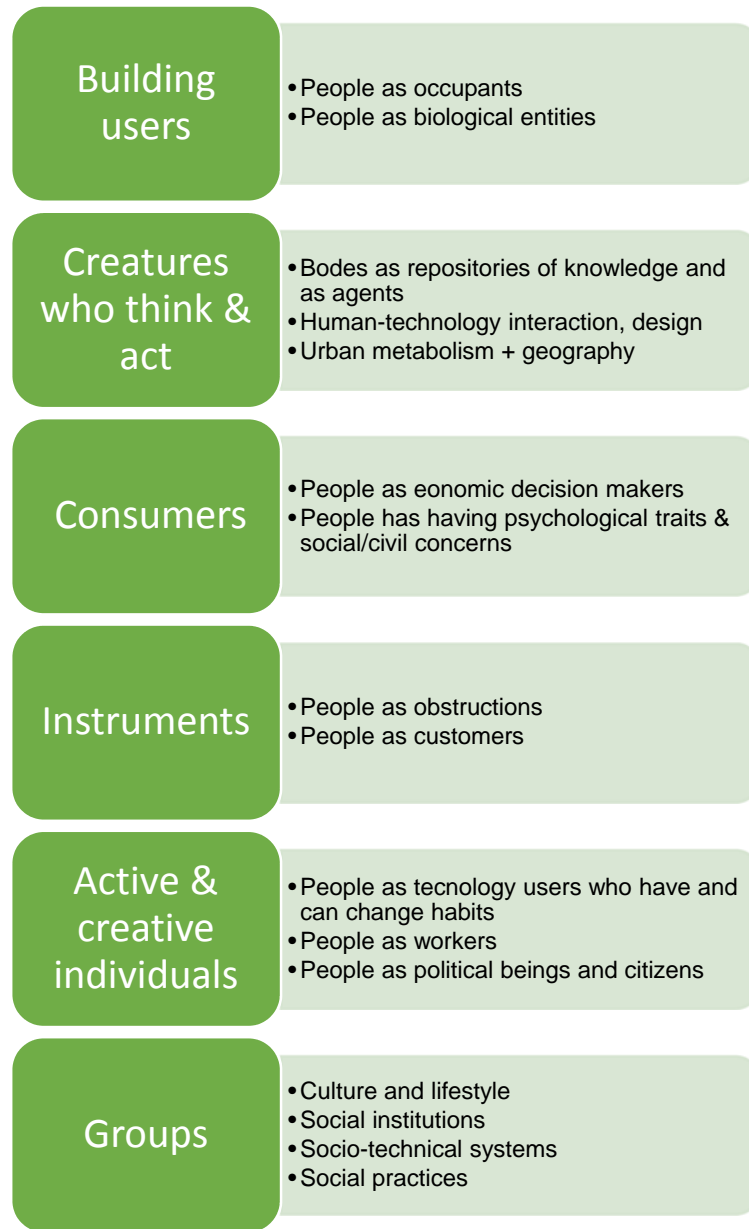 Building
users
•People as occupants
•People as biological entities
Creatures
who think &
act
•Bodes as repositories of knowledge and
as agents
•Human-technology interaction, design
•Urban metabolism + geography
Consumers
•People as eonomic decision makers
•People has having psychological traits &
social/civil concerns
Instruments
•People as obstructions
•People as customers
Active &
creative
individuals
•People as tecnology users who have and
can change habits
•People as workers
•People as political beings and citizens
Groups
•Culture and lifestyle
•Social institutions
•Socio-technical systems
•Social practices